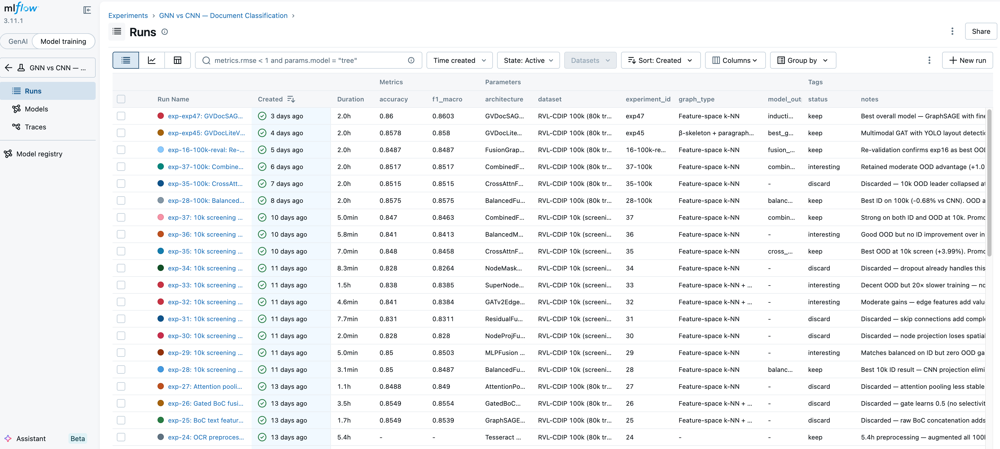 mlflow
3.11.1
GenAI Model training
GNN vs CNN — ...
Runs
Models
Traces
Model registry
Assistant Beta
Experiments > GNN vs CNN — Document Classification >
Runs
Share
metrics.rmse < 1 and params.model = "tree" Time created State: Active Datasets Sort: Created Columns Group by New run
Metrics Parameters Tags
Run Name Created Duration accuracy f1_macro architecture dataset experiment_id graph_type model_out status notes
exp-exp47: GVDocSAG... 3 days ago 2.0h 0.86 0.8603 GVDocSAG... RVL-CDIP 100k (80k tr... exp47 Feature-space k-NN inducti... keep Best overall model — GraphSAGE with fine
exp-exp45: GVDocLiteV... 4 days ago 2.0h 0.8578 0.858 GVDocLite... RVL-CDIP 100k (80k tr... exp45 β-skeleton + paragraph... best_g... keep Multimodal GAT with YOLO layout detectio
exp-16-100k-reval: Re-... 5 days ago 2.0h 0.8487 0.8487 FusionGrap... RVL-CDIP 100k (80k tr... 16-100k-re... Feature-space k-NN fusion_... keep Re-validation confirms exp16 as best OOD
exp-37-100k: Combine... 6 days ago 2.0h 0.8517 0.8517 CombinedF... RVL-CDIP 100k (80k tr... 37-100k Feature-space k-NN combin... interesting Retained moderate OOD advantage (+1.0
exp-35-100k: CrossAtt... 7 days ago 2.0h 0.8515 0.8515 CrossAttnF... RVL-CDIP 100k (80k tr... 35-100k Feature-space k-NN - discard Discarded — 10k OOD leader collapsed at
exp-28-100k: Balanced... 8 days ago 2.0h 0.8575 0.8575 BalancedFu... RVL-CDIP 100k (80k tr... 28-100k Feature-space k-NN balanc... keep Best ID on 100k (-0.68% vs CNN). OOD a
exp-37: 10k screening ... 10 days ago 5.0min 0.847 0.8463 CombinedF... RVL-CDIP 10k (screeni... 37 Feature-space k-NN combin... keep Strong on both ID and OOD at 10k. Promo
exp-36: 10k screening ... 10 days ago 5.8min 0.841 0.8413 BalancedM... RVL-CDIP 10k (screeni... 36 Feature-space k-NN - interesting Good OOD but no ID improvement over in
exp-35: 10k screening ... 10 days ago 7.0min 0.848 0.8458 CrossAttnF... RVL-CDIP 10k (screeni... 35 Feature-space k-NN cross_... keep Best OOD at 10k screen (+3.99%). Promo
exp-34: 10k screening ... 11 days ago 8.3min 0.828 0.8264 NodeMask... RVL-CDIP 10k (screeni... 34 Feature-space k-NN - discard Discarded — dropout already handles this
exp-33: 10k screening ... 11 days ago 1.5h 0.838 0.8385 SuperNode... RVL-CDIP 10k (screeni... 33 Feature-space k-NN + ... - interesting Decent OOD but 20× slower training — no
exp-32: 10k screening ... 11 days ago 4.6min 0.841 0.8384 GATv2Edge... RVL-CDIP 10k (screeni... 32 Feature-space k-NN + ... - interesting Moderate gains — edge features add valu
exp-31: 10k screening ... 11 days ago 7.7min 0.831 0.8311 ResidualFu... RVL-CDIP 10k (screeni... 31 Feature-space k-NN - discard Discarded — skip connections add comple
exp-30: 10k screening ... 11 days ago 2.0min 0.828 0.828 NodeProjFu... RVL-CDIP 10k (screeni... 30 Feature-space k-NN - discard Discarded — node projection loses spatial
exp-29: 10k screening ... 11 days ago 5.0min 0.85 0.8503 MLPFusion ... RVL-CDIP 10k (screeni... 29 Feature-space k-NN - interesting Matches balanced on ID but zero OOD ga
exp-28: 10k screening ... 11 days ago 3.1min 0.85 0.8487 BalancedFu... RVL-CDIP 10k (screeni... 28 Feature-space k-NN balanc... keep Best 10k ID result — CNN projection elimi
exp-27: Attention pooli... 13 days ago 1.1h 0.8488 0.849 AttentionPo... RVL-CDIP 100k (80k tr... 27 Feature-space k-NN - discard Discarded — attention pooling less stable
exp-26: Gated BoC fusi... 13 days ago 3.5h 0.8549 0.8554 GatedBoC... RVL-CDIP 100k (80k tr... 26 Feature-space k-NN + ... - discard Discarded — gate learns 0.5 (no selectivit
exp-25: BoC text featur... 13 days ago 1.7h 0.8549 0.8539 GraphSAGE... RVL-CDIP 100k (80k tr... 25 Feature-space k-NN + ... - discard Discarded — raw BoC concatenation adds
exp-24: OCR preproces... 13 days ago 5.4h - - Tesseract ... RVL-CDIP 100k (80k tr... 24 - - keep 5.4h preprocessing — augmented all 100k